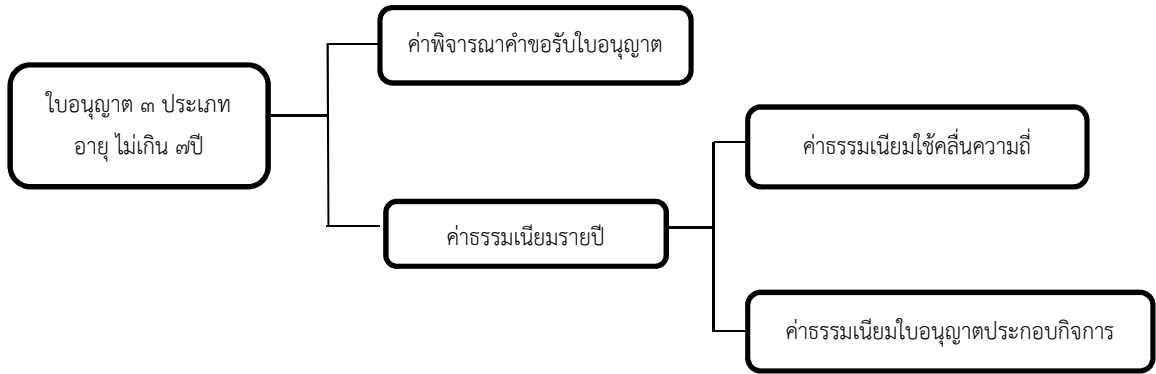 ค่าพิจารณาคำขอรับใบอนุญาต
ใบอนุญาต ๓ ประเภท
อายุ ไม่เกิน ๗ปี
ค่าธรรมเนียมใช้คลื่นความถี่
ค่าธรรมเนียมรายปี
ค่าธรรมเนียมใบอนุญาตประกอบกิจการ